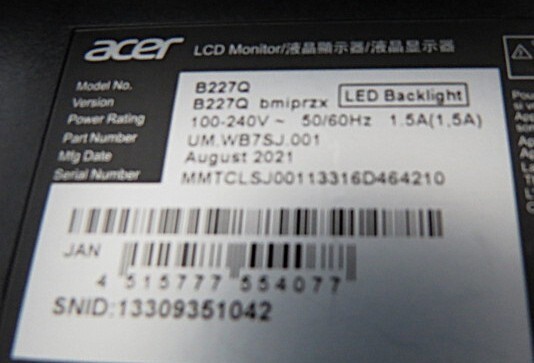 acer LCD Monitor/液晶顯示器/液晶显示器
Model No. B227Q
Version B227Q bmiprzx LED Backlight
Power Rating 100-240V ~ 50/60Hz 1.5A(1,5A)
Part Number UM.WB7SJ.001
Mfg Date August 2021
Serial Number MMTCLSJ00113316D464210
JAN
4 515777 554077
SNID:13309351042